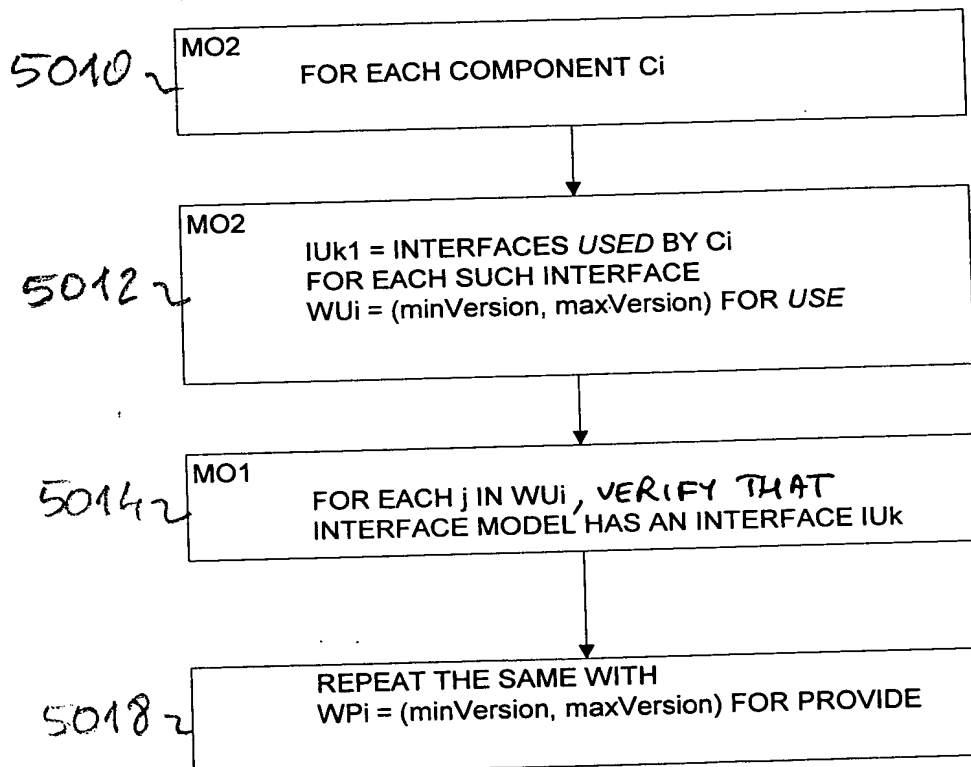 5010
MO2
FOR EACH COMPONENT Ci
5012
MO2
IUk1 = INTERFACES USED BY Ci
FOR EACH SUCH INTERFACE
WUi = (minVersion, maxVersion) FOR USE
5014
MO1
FOR EACH j IN WUi, VERIFY THAT
INTERFACE MODEL HAS AN INTERFACE IUk
5018
REPEAT THE SAME WITH
WPi = (minVersion, maxVersion) FOR PROVIDE